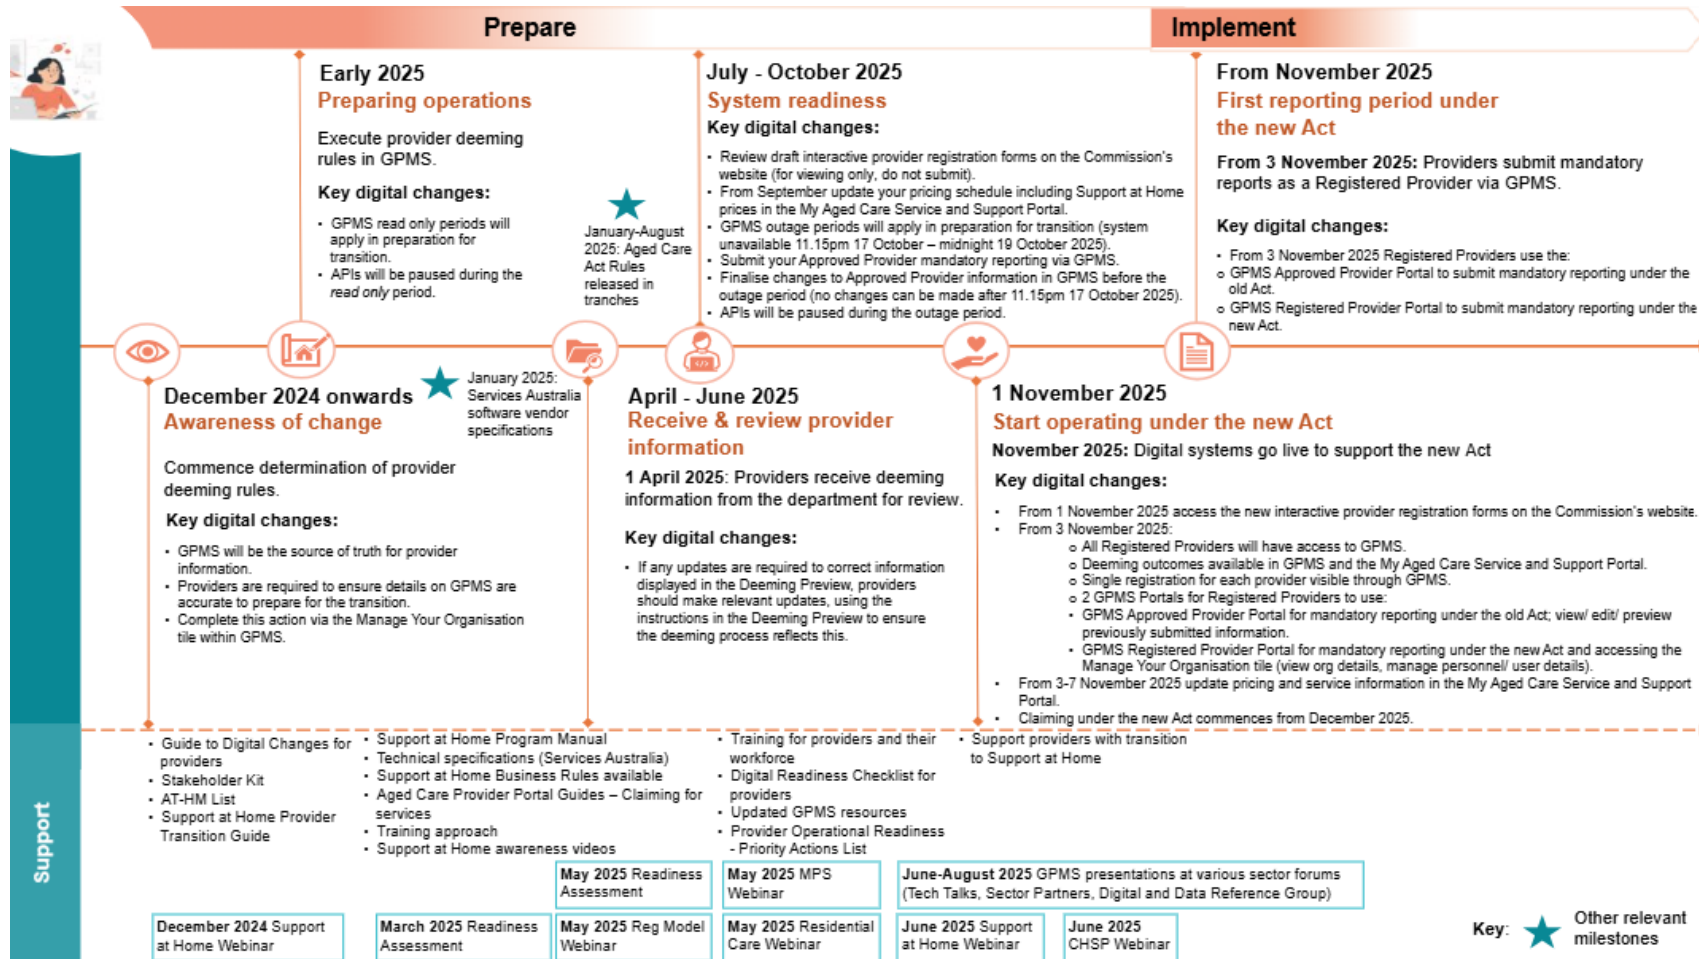 Prepare
Implement
Early 2025
Preparing operations
Execute provider deeming
rules in GPMS.
Key digital changes:
• GPMS read only periods will
apply in preparation for
transition.
• APIs will be paused during the
read only period.
January-August
2025: Aged Care
Act Rules
released in
tranches
July - October 2025
System readiness
Key digital changes:
• Review draft interactive provider registration forms on the Commission's
website (for viewing only, do not submit).
• From September update your pricing schedule including Support at Home
prices in the My Aged Care Service and Support Portal.
• GPMS outage periods will apply in preparation for transition (system
unavailable 11.15pm 17 October – midnight 19 October 2025).
• Submit your Approved Provider mandatory reporting via GPMS.
• Finalise changes to Approved Provider information in GPMS before the
outage period (no changes can be made after 11.15pm 17 October 2025).
• APIs will be paused during the outage period.
From November 2025
First reporting period under
the new Act
From 3 November 2025: Providers submit mandatory
reports as a Registered Provider via GPMS.
Key digital changes:
• From 3 November 2025 Registered Providers use the:
o GPMS Approved Provider Portal to submit mandatory reporting under the
old Act.
o GPMS Registered Provider Portal to submit mandatory reporting under the
new Act.
December 2024 onwards
Awareness of change
Commence determination of provider
deeming rules.
Key digital changes:
• GPMS will be the source of truth for provider
information.
• Providers are required to ensure details on GPMS are
accurate to prepare for the transition.
• Complete this action via the Manage Your Organisation
tile within GPMS.
January 2025:
Services Australia
software vendor
specifications
April - June 2025
Receive & review provider
information
1 April 2025: Providers receive deeming
information from the department for review.
Key digital changes:
• If any updates are required to correct information
displayed in the Deeming Preview, providers
should make relevant updates, using the
instructions in the Deeming Preview to ensure
the deeming process reflects this.
1 November 2025
Start operating under the new Act
November 2025: Digital systems go live to support the new Act
Key digital changes:
• From 1 November 2025 access the new interactive provider registration forms on the Commission's website.
• From 3 November 2025:
o All Registered Providers will have access to GPMS.
o Deeming outcomes available in GPMS and the My Aged Care Service and Support Portal.
o Single registration for each provider visible through GPMS.
o 2 GPMS Portals for Registered Providers to use:
• GPMS Approved Provider Portal for mandatory reporting under the old Act; view/ edit/ preview
previously submitted information.
• GPMS Registered Provider Portal for mandatory reporting under the new Act and accessing the
Manage Your Organisation tile (view org details, manage personnel/ user details).
• From 3-7 November 2025 update pricing and service information in the My Aged Care Service and Support
Portal.
• Claiming under the new Act commences from December 2025.
Support
• Guide to Digital Changes for
providers
• Stakeholder Kit
• AT-HM List
• Support at Home Provider
Transition Guide
• Support at Home Program Manual
• Technical specifications (Services Australia)
• Support at Home Business Rules available
• Aged Care Provider Portal Guides – Claiming for
services
• Training approach
• Support at Home awareness videos
• Training for providers and their
workforce
• Digital Readiness Checklist for
providers
• Updated GPMS resources
• Provider Operational Readiness
- Priority Actions List
• Support providers with transition
to Support at Home
May 2025 Readiness
Assessment
May 2025 MPS
Webinar
June-August 2025 GPMS presentations at various sector forums
(Tech Talks, Sector Partners, Digital and Data Reference Group)
December 2024 Support
at Home Webinar
March 2025 Readiness
Assessment
May 2025 Reg Model
Webinar
May 2025 Residential
Care Webinar
June 2025 Support
at Home Webinar
June 2025
CHSP Webinar
Key:
Other relevant
milestones